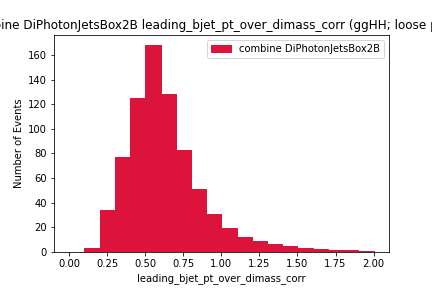 ine DiPhotonJetsBox2B leading_bjet_pt_over_dimass_corr (ggHH; loose
combine DiPhotonJetsBox2B
Number of Events
160
140
120
100
80
60
40
20
0
0.00 0.25 0.50 0.75 1.00 1.25 1.50 1.75 2.00
leading_bjet_pt_over_dimass_corr